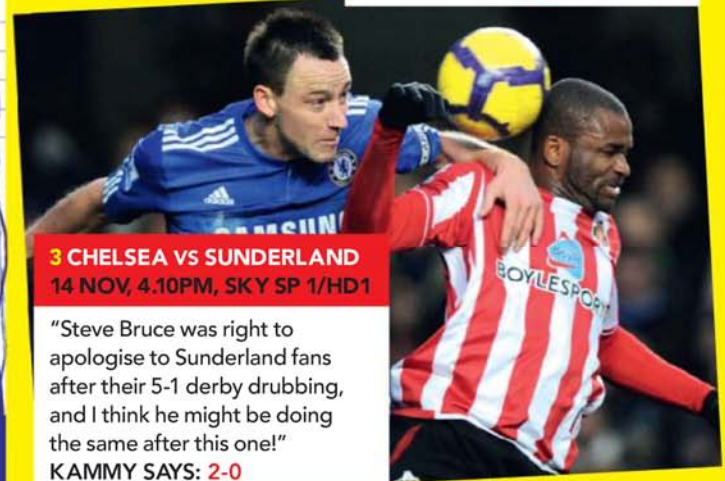 SAMSUNG
BOYLESPORTS
3 CHELSEA VS SUNDERLAND
14 NOV, 4.10PM, SKY SP 1/HD1
"Steve Bruce was right to
apologise to Sunderland fans
after their 5-1 derby drubbing,
and I think he might be doing
the same after this one!"
KAMMY SAYS: 2-0